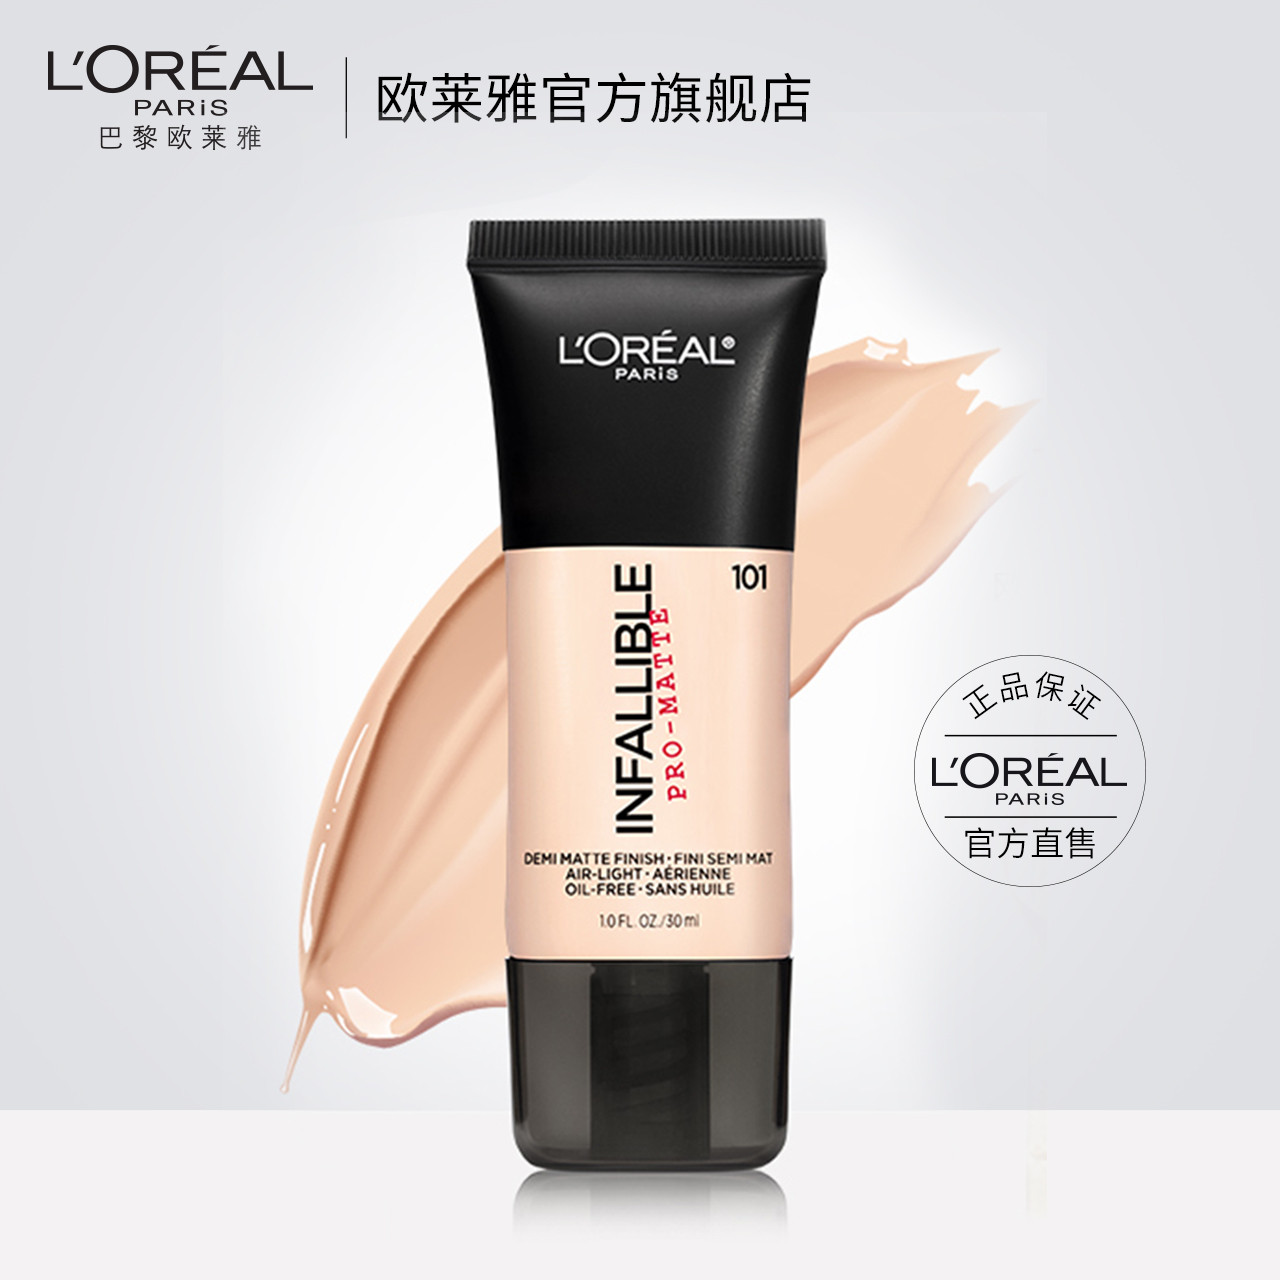 L'ORÉAL
PARiS
巴黎欧莱雅
欧莱雅官方旗舰店
L'ORÉAL®
PARiS
101
INFALLIBLE
PRO-MATTE
DEMI MATTE FINISH · FINI SEMI MAT
AIR-LIGHT · AÉRIENNE
OIL-FREE · SANS HUILE
1.0 FL. OZ./30 ml
正品保证
L'ORÉAL
PARiS
官方直售